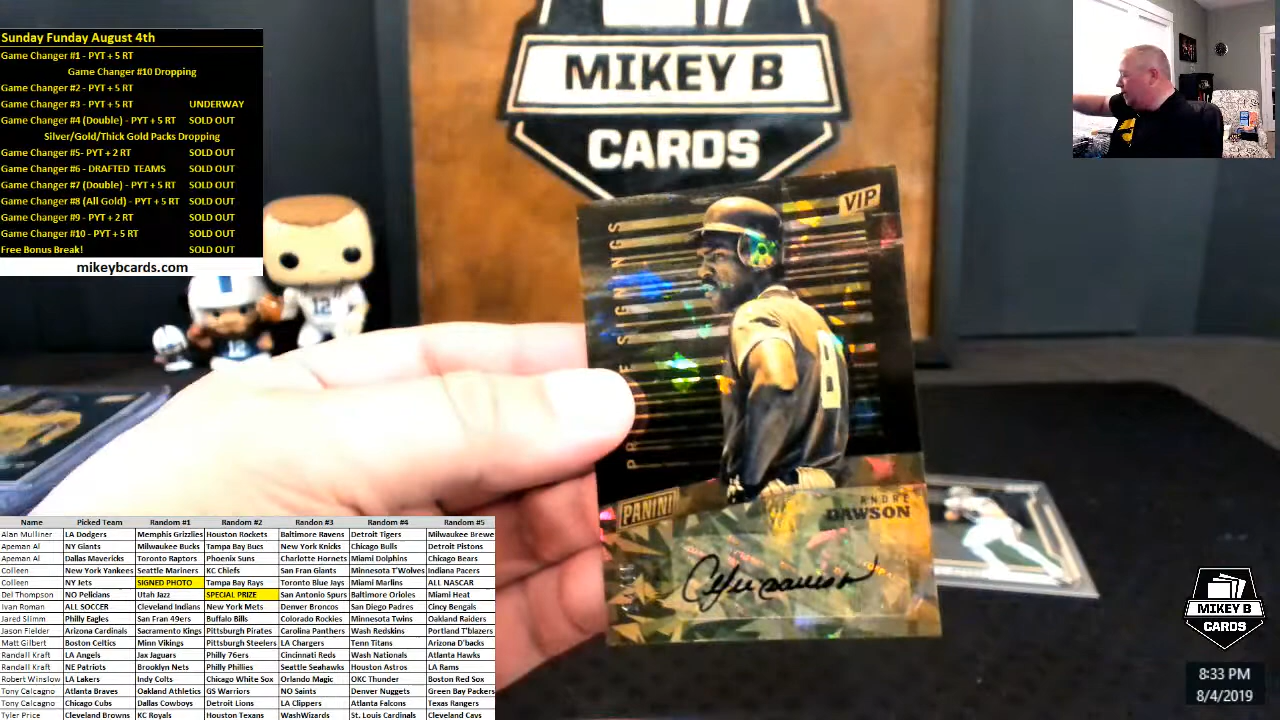 Sunday Funday August 4th
Game Changer #1 - PYT + 5 RT
Game Changer #10 Dropping
Game Changer #2 - PYT + 5 RT
Game Changer #3 - PYT + 5 RT UNDERWAY
Game Changer #4 (Double) - PYT + 5 RT SOLD OUT
Silver/Gold/Thick Gold Packs Dropping
Game Changer #5- PYT + 2 RT SOLD OUT
Game Changer #6 - DRAFTED TEAMS SOLD OUT
Game Changer #7 (Double) - PYT + 5 RT SOLD OUT
Game Changer #8 (All Gold) - PYT + 5 RT SOLD OUT
Game Changer #9 - PYT + 2 RT SOLD OUT
Game Changer #10 - PYT + 5 RT SOLD OUT
Free Bonus Break! SOLD OUT
mikeybcards.com
MIKEY B
CARDS
VIP
SIGNINGS
PANINI
ANDRE
DAWSON
12
12
8
Name Picked Team Random #1 Random #2 Random #3 Random #4 Random #5
Alan Mulliner LA Dodgers Memphis Grizzlies Houston Rockets Baltimore Ravens Detroit Tigers Milwaukee Brewe
Apeman Al NY Giants Milwaukee Bucks Tampa Bay Bucs New York Knicks Chicago Bulls Detroit Pistons
Apeman Al Dallas Mavericks Toronto Raptors Phoenix Suns Charlotte Hornets Miami Dolphins Chicago Bears
Colleen New York Yankees Seattle Mariners KC Chiefs San Fran Giants Minnesota T'Wolves Indiana Pacers
Colleen NY Jets SIGNED PHOTO Tampa Bay Rays Toronto Blue Jays Miami Marlins ALL NASCAR
Del Thompson NO Pelicans Utah Jazz SPECIAL PRIZE San Antonio Spurs Baltimore Orioles Miami Heat
Ivan Roman ALL SOCCER Cleveland Indians New York Mets Denver Broncos San Diego Padres Cincy Bengals
Jared Slimm Philly Eagles San Fran 49ers Buffalo Bills Colorado Rockies Minnesota Twins Oakland Raiders
Jason Fielder Arizona Cardinals Sacramento Kings Pittsburgh Pirates Carolina Panthers Wash Redskins Portland T'blazers
Matt Gilbert Boston Celtics Minn Vikings Pittsburgh Steelers LA Chargers Tenn Titans Arizona D'backs
Randall Kraft LA Angels Jax Jaguars Philly 76ers Cincinnati Reds Wash Nationals Atlanta Hawks
Randall Kraft NE Patriots Brooklyn Nets Philly Phillies Seattle Seahawks Houston Astros LA Rams
Robert Winslow LA Lakers Indy Colts Chicago White Sox Orlando Magic OKC Thunder Boston Red Sox
Tony Calcagno Atlanta Braves Oakland Athletics GS Warriors NO Saints Denver Nuggets Green Bay Packers
Tony Calcagno Chicago Cubs Dallas Cowboys Detroit Lions LA Clippers Atlanta Falcons Texas Rangers
Tyler Price Cleveland Browns KC Royals Houston Texans WashWizards St. Louis Cardinals Cleveland Cavs
MIKEY B
CARDS
8:33 PM
8/4/2019